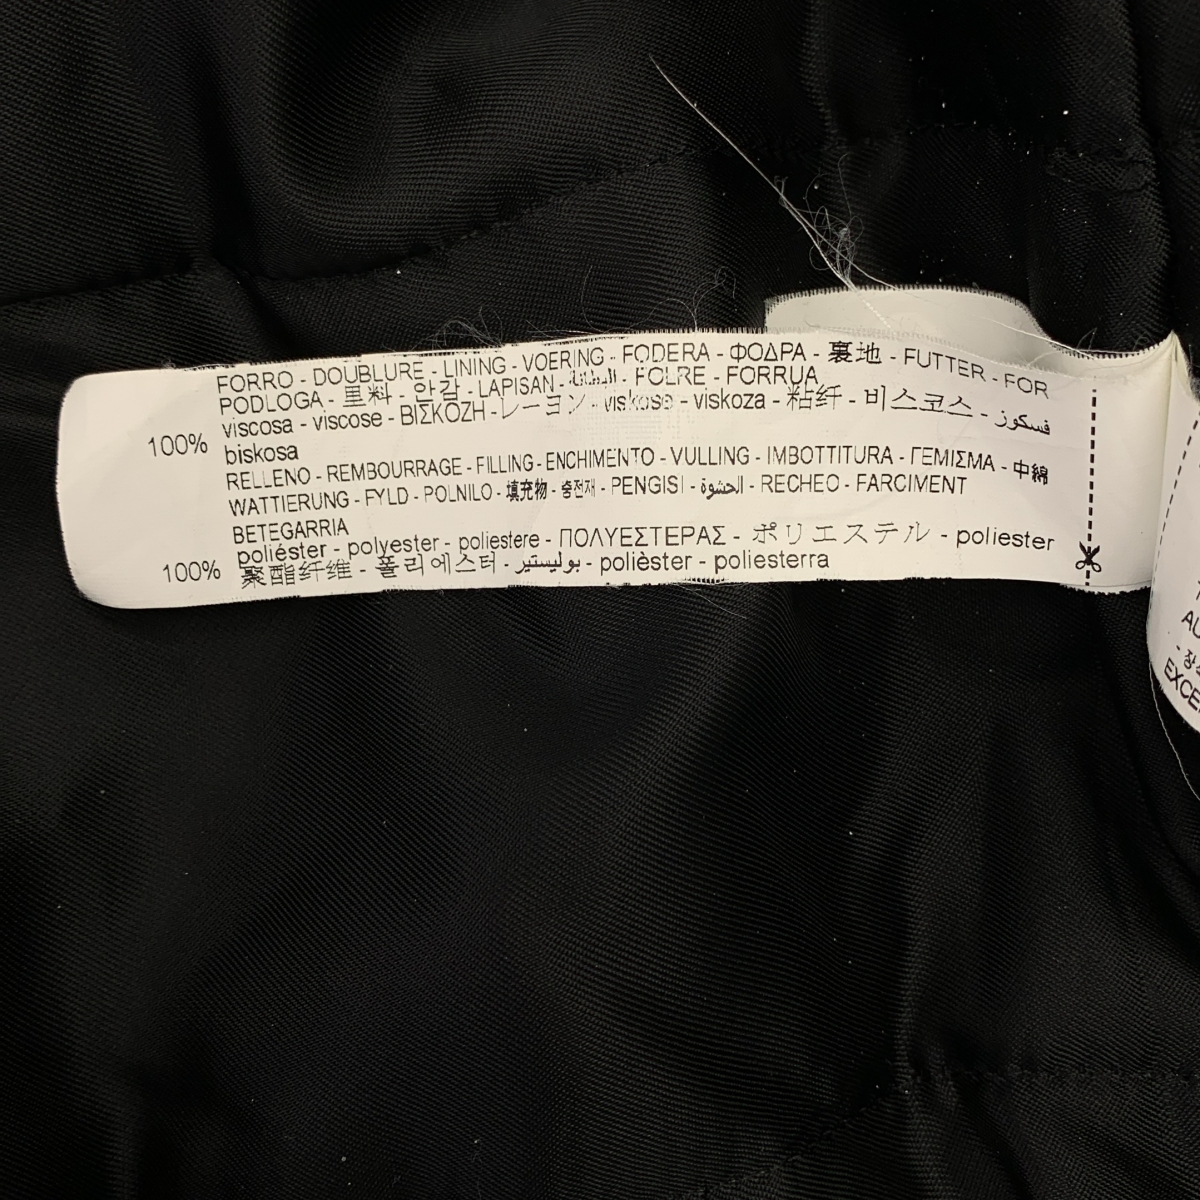 FORRO - DOUBLURE - LINING - VOERING - FODERA - ΦΟΔΡΑ - 裏地 - FUTTER - FOR
PODLOGA - 里料 - 안감 - LAPISAN - FOLRE - FORRUA
100% viscosa - viscose - ΒΙΣΚΟΖΗ - レーヨン - viskose - viskoza - 粘纤 - 비스코스 - فسكوز
biskosa
RELLENO - REMBOURRAGE - FILLING - ENCHIMENTO - VULLING - IMBOTTITURA - ΓΕΜΙΣΜΑ - 中綿
WATTIERUNG - FYLD - POLNILO - 填充物 - 충전재 - PENGISI - الحشوة - RECHEO - FARCIMENT
BETEGARRIA
100% poliéster - polyester - poliestere - ΠΟΛΥΕΣΤΕΡΑΣ - ポリエステル - poliester
聚酯纤维 - 폴리에스터 - بوليستير - polièster - poliesterra